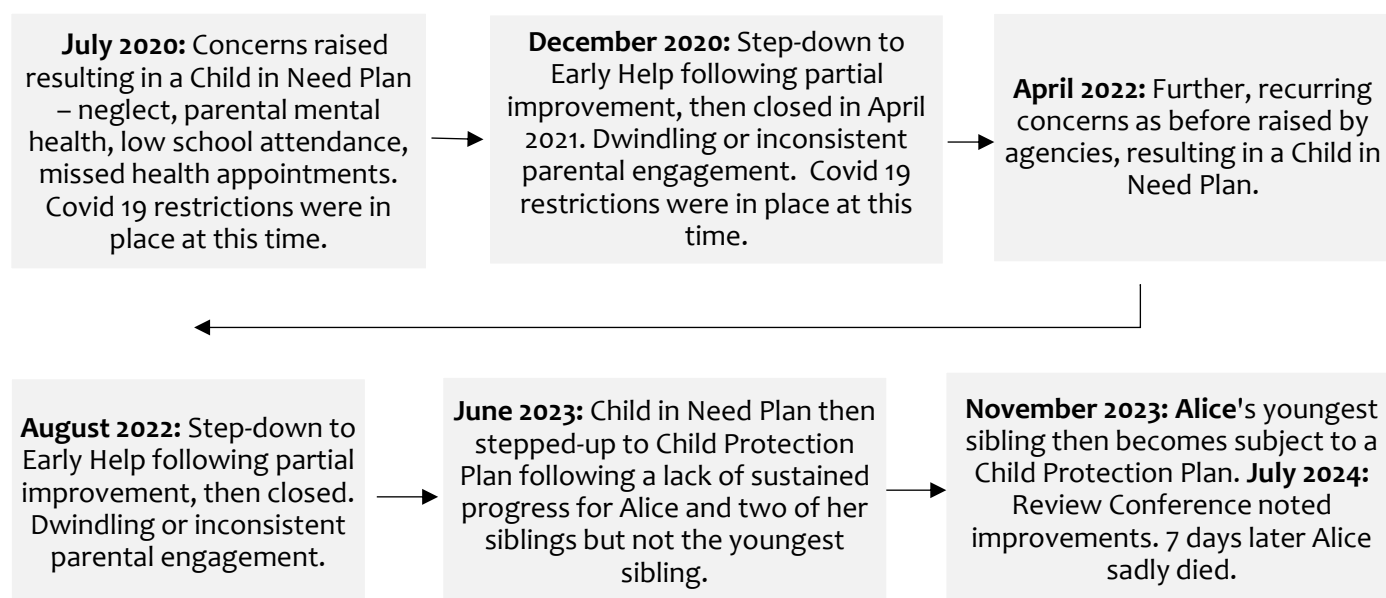 July 2020: Concerns raised
resulting in a Child in Need Plan
– neglect, parental mental
health, low school attendance,
missed health appointments.
Covid 19 restrictions were in
place at this time.
December 2020: Step-down to
Early Help following partial
improvement, then closed in April
2021. Dwindling or inconsistent
parental engagement.  Covid 19
restrictions were in place at this
time.
April 2022: Further, recurring
concerns as before raised by
agencies, resulting in a Child in
Need Plan.
August 2022: Step-down to
Early Help following partial
improvement, then closed.
Dwindling or inconsistent
parental engagement.
June 2023: Child in Need Plan then
stepped-up to Child Protection
Plan following a lack of sustained
progress for Alice and two of her
siblings but not the youngest
sibling.
November 2023: Alice's youngest
sibling then becomes subject to a
Child Protection Plan. July 2024:
Review Conference noted
improvements. 7 days later Alice
sadly died.